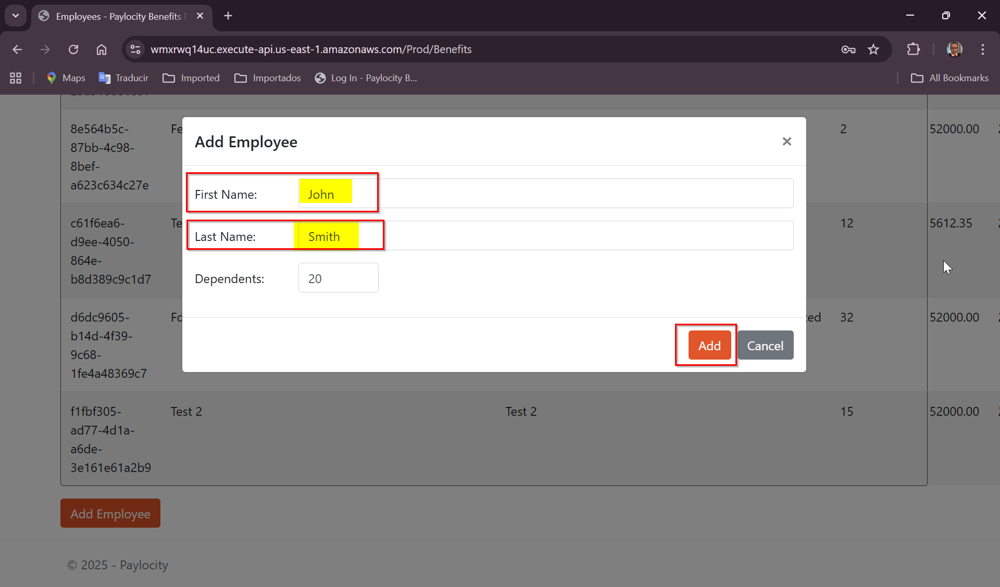 Employees - Paylocity Benefits
wmxrwq14uc.execute-api.us-east-1.amazonaws.com/Prod/Benefits
Maps Traducir Imported Importados Log In - Paylocity B... All Bookmarks
8e564b5c-
87bb-4c98-
8bef-
a623c634c27e
Fe
2
52000.00
Add Employee
×
First Name: John
Last Name: Smith
Dependents: 20
Add Cancel
c61f6ea6-
d9ee-4050-
864e-
b8d389c9c1d7
Te
12
5612.35
d6dc9605-
b14d-4f39-
9c68-
1fe4a48369c7
ed
32
52000.00
f1fbf305-
ad77-4d1a-
a6de-
3e161e61a2b9
Test 2
Test 2
15
52000.00
Add Employee
© 2025 - Paylocity